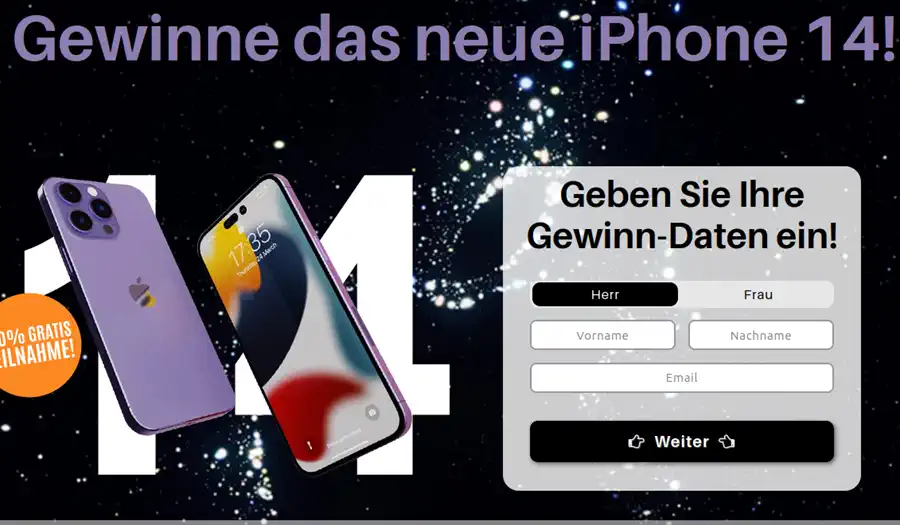 Gewinne das neue iPhone 14!
14
17:35
GRATIS
Geben Sie Ihre
Gewinn-Daten ein!
Herr Frau
Vorname Nachname
Email
Weiter